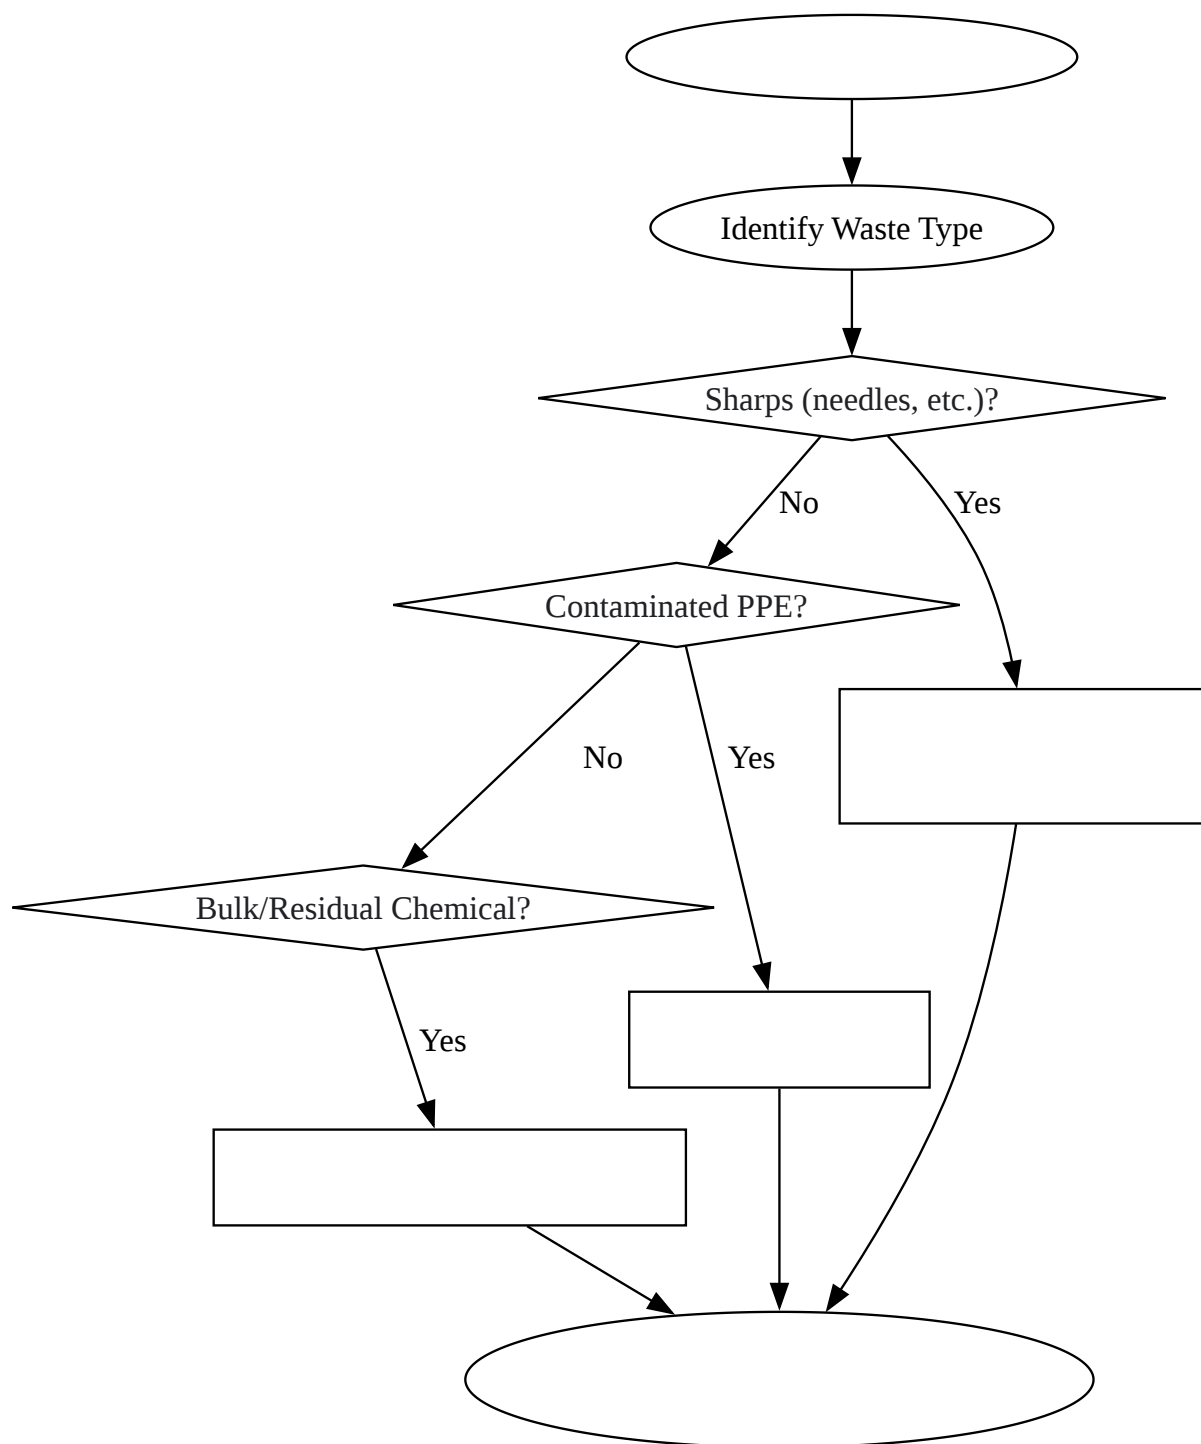 Identify Waste Type
Sharps (needles, etc.)?
No
Yes
Contaminated PPE?
No
Yes
Bulk/Residual Chemical?
Yes